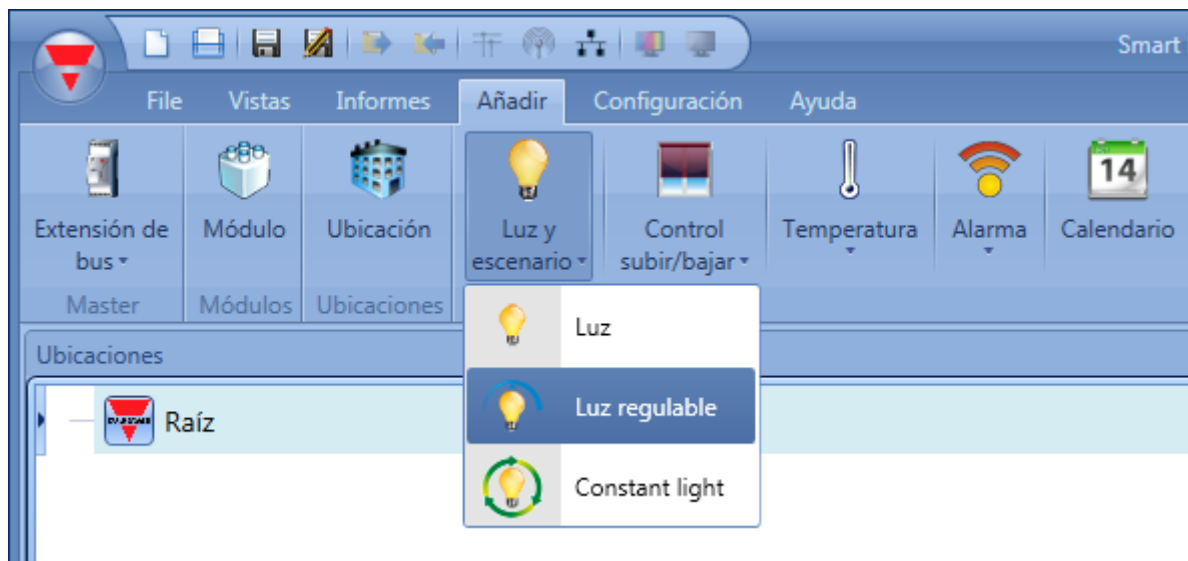 Smart
File Vistas Informes Añadir Configuración Ayuda
14
Extensión de bus Módulo Ubicación Luz y escenario Control subir/bajar Temperatura Alarma Calendario
Master Módulos Ubicaciones
Luz
Ubicaciones
Luz regulable
Raíz
Constant light